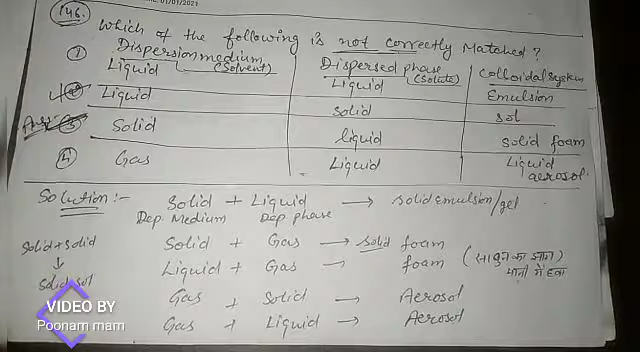 01/01/2021
146. Which of the following is not correctly Matched?
Dispersion medium (Solvent) Dispersed phase (Solute) Colloidal system
1 Liquid Liquid Emulsion
Liquid Solid Sol
Ans 3 Solid liquid solid foam
4 Gas Liquid Liquid aerosol.
Solution:- Solid + Liquid → solid emulsion/gel
Dep. Medium Dep phase
Solid + Gas → solid foam
Liquid + Gas → foam (साबुन का झाग) पानी में हवा
Gas + Solid → Aerosol
Gas + Liquid → Aerosol
Solid + solid
↓
solid sol
VIDEO BY
Poonam mam